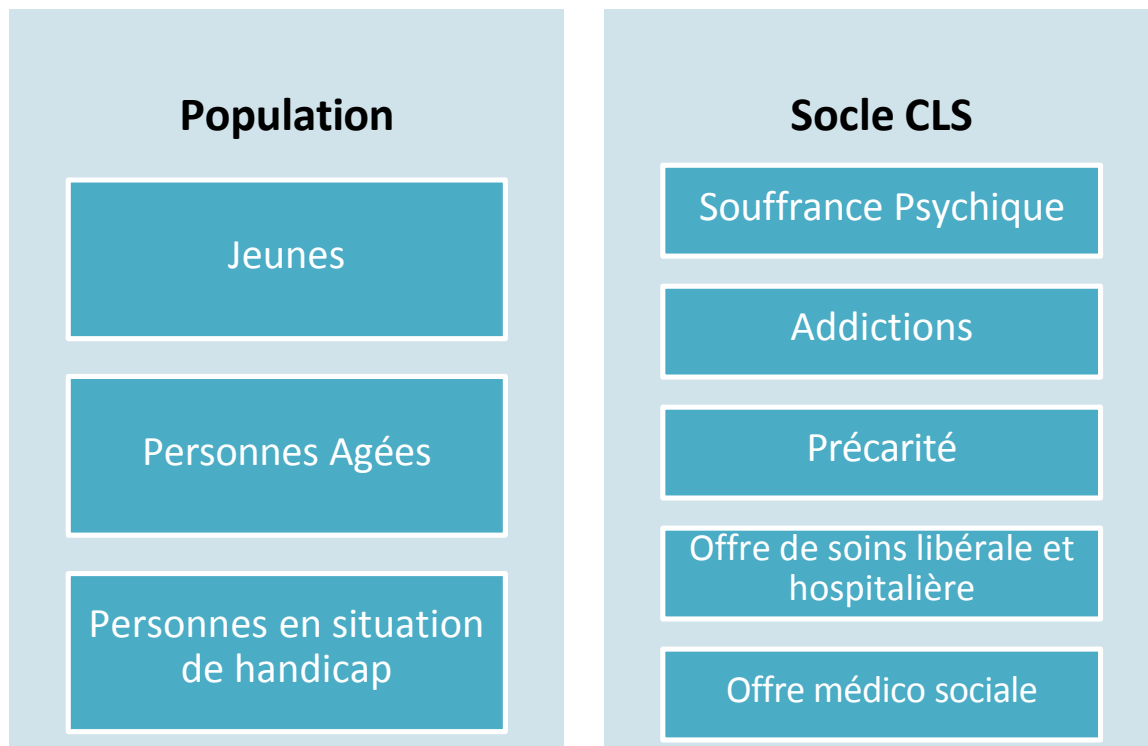 Population
Jeunes
Personnes Agées
Personnes en situation
de handicap
Socle CLS
Souffrance Psychique
Addictions
Précarité
Offre de soins libérale et
hospitalière
Offre médico sociale